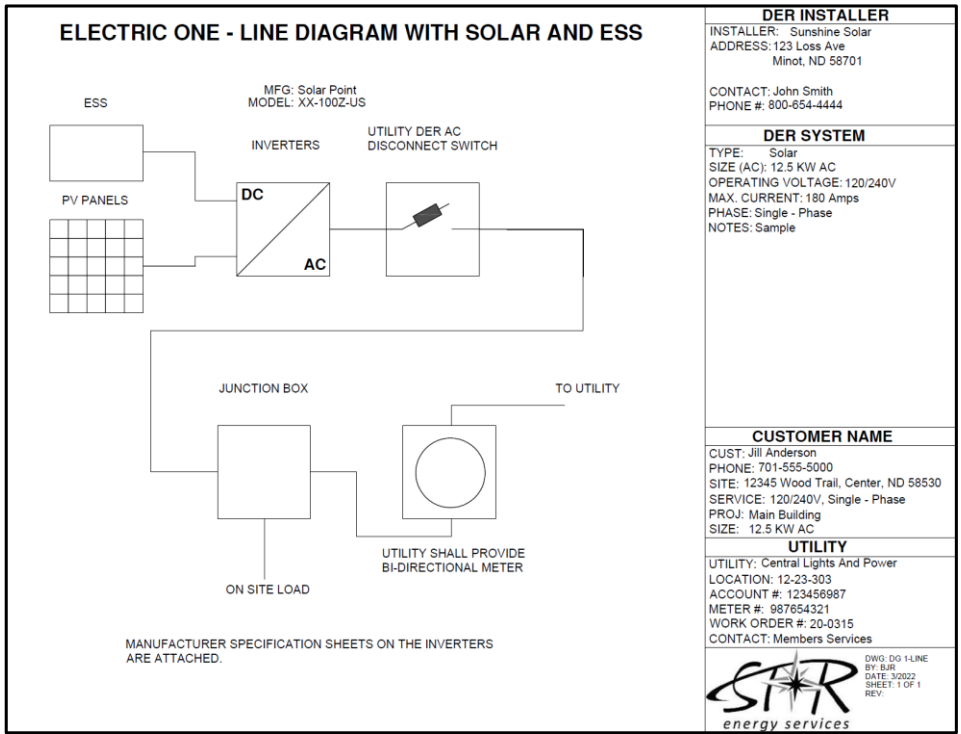 ELECTRIC ONE - LINE DIAGRAM WITH SOLAR AND ESS
MFG: Solar Point
MODEL: XX-100Z-US
ESS
INVERTERS
UTILITY DER AC
DISCONNECT SWITCH
PV PANELS
DC
AC
JUNCTION BOX
TO UTILITY
UTILITY SHALL PROVIDE
BI-DIRECTIONAL METER
ON SITE LOAD
MANUFACTURER SPECIFICATION SHEETS ON THE INVERTERS
ARE ATTACHED.
DER INSTALLER
INSTALLER: Sunshine Solar
ADDRESS: 123 Loss Ave
Minot, ND 58701
CONTACT: John Smith
PHONE #: 800-654-4444
DER SYSTEM
TYPE: Solar
SIZE (AC): 12.5 KW AC
OPERATING VOLTAGE: 120/240V
MAX. CURRENT: 180 Amps
PHASE: Single - Phase
NOTES: Sample
CUSTOMER NAME
CUST: Jill Anderson
PHONE: 701-555-5000
SITE: 12345 Wood Trail, Center, ND 58530
SERVICE: 120/240V, Single - Phase
PROJ: Main Building
SIZE: 12.5 KW AC
UTILITY
UTILITY: Central Lights And Power
LOCATION: 12-23-303
ACCOUNT #: 123456987
METER #: 987654321
WORK ORDER #: 20-0315
CONTACT: Members Services
STAR
energy services
DWG: DG 1-LINE
BY: BJR
DATE: 3/2022
SHEET: 1 OF 1
REV: